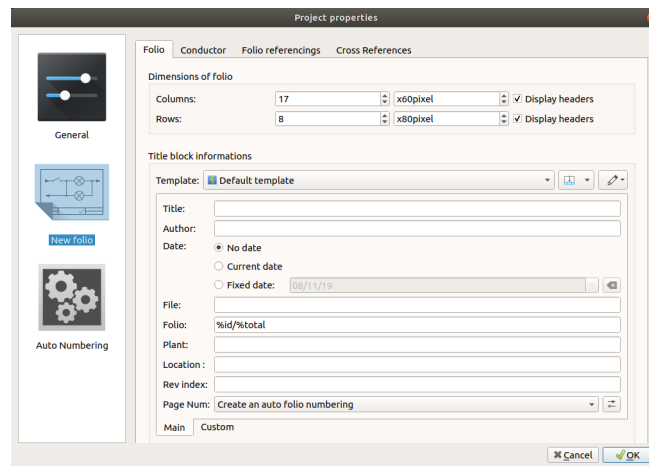 Project properties
General
New folio
Auto Numbering
Folio Conductor Folio referencings Cross References
Dimensions of folio
Columns: 17 x60pixel Display headers
Rows: 8 x80pixel Display headers
Title block informations
Template: Default template
Title:
Author:
Date: No date
Current date
Fixed date: 08/11/19
File:
Folio: %id/%total
Plant:
Location :
Rev index:
Page Num: Create an auto folio numbering
Main Custom
Cancel OK